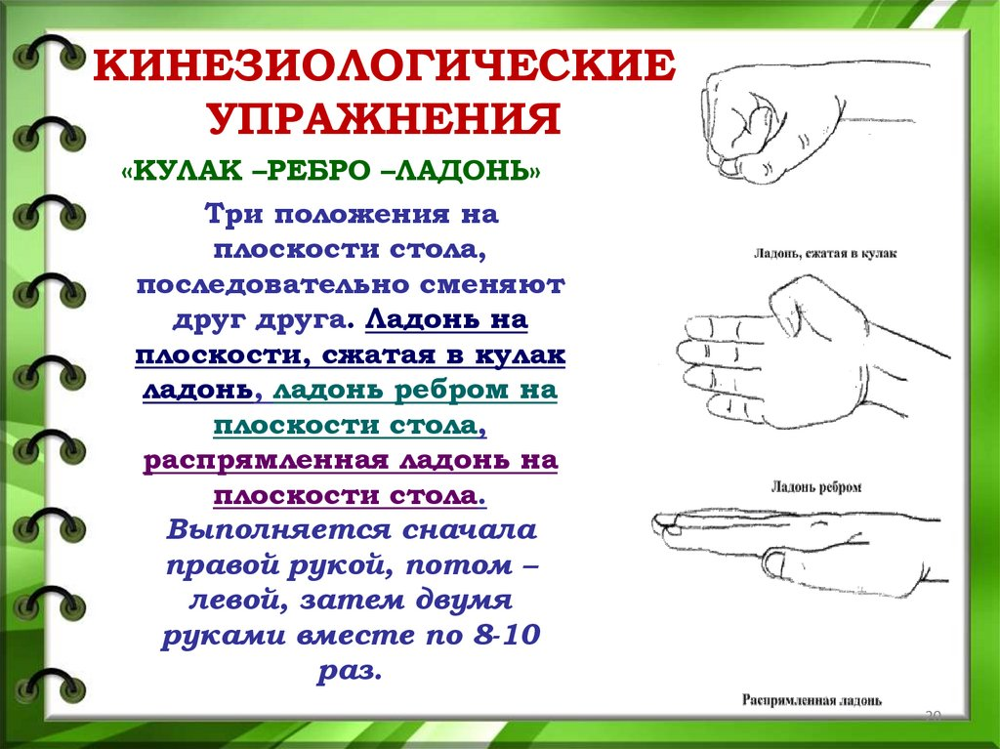 КИНЕЗИОЛОГИЧЕСКИЕ
УПРАЖНЕНИЯ
«КУЛАК –РЕБРО –ЛАДОНЬ»
Три положения на
плоскости стола,
последовательно сменяют
друг друга. Ладонь на
плоскости, сжатая в кулак
ладонь, ладонь ребром на
плоскости стола,
распрямленная ладонь на
плоскости стола.
Выполняется сначала
правой рукой, потом –
левой, затем двумя
руками вместе по 8-10
раз.
Ладонь, сжатая в кулак
Ладонь ребром
Распрямленная ладонь
20